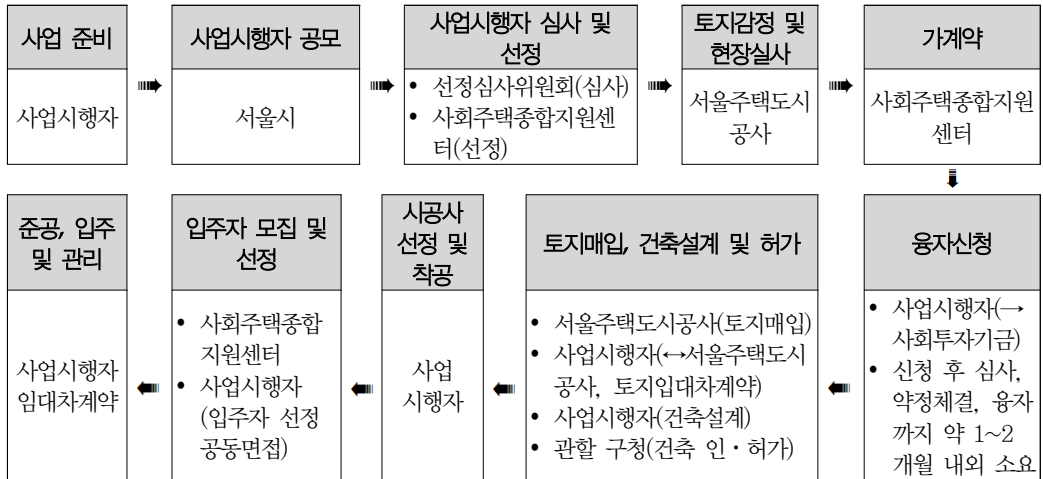 사업 준비
사업시행자
사업시행자 공모
서울시
사업시행자 심사 및
선정
• 선정심사위원회(심사)
• 사회주택종합지원센
터(선정)
토지감정 및
현장실사
서울주택도시
공사
가계약
사회주택종합지원
센터
융자신청
• 사업시행자(→
사회투자기금)
• 신청 후 심사,
약정체결, 융자
까지 약 1~2
개월 내외 소요
토지매입, 건축설계 및 허가
• 서울주택도시공사(토지매입)
• 사업시행자(↔서울주택도시
공사, 토지임대차계약)
• 사업시행자(건축설계)
• 관할 구청(건축 인·허가)
시공사
선정 및
착공
사업
시행자
입주자 모집 및
선정
• 사회주택종합
지원센터
• 사업시행자
(입주자 선정
공동면접)
준공, 입주
및 관리
사업시행자
임대차계약